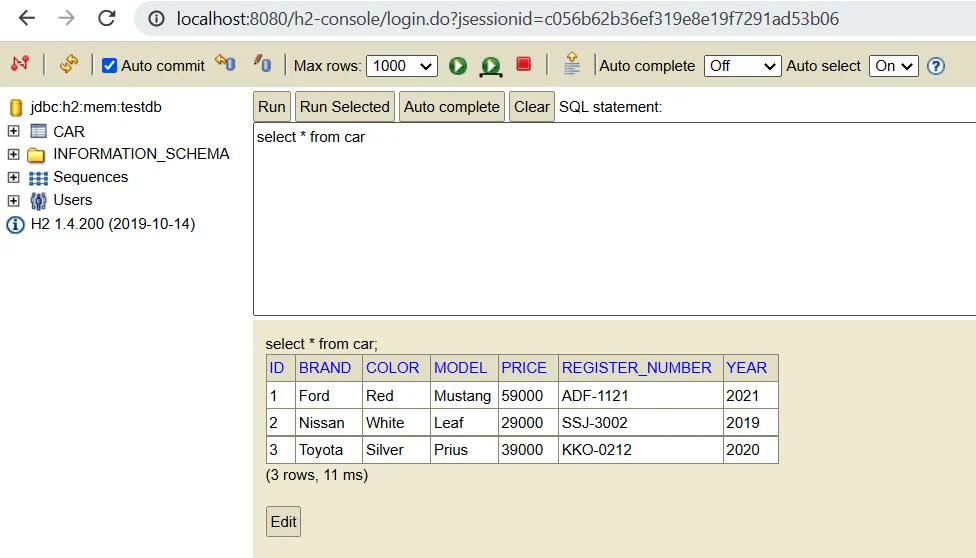 localhost:8080/h2-console/login.do?jsessionid=c056b62b36ef319e8e19f7291ad53b06
Auto commit Max rows: 1000 Auto complete Off Auto select On ?
jdbc:h2:mem:testdb
CAR
INFORMATION_SCHEMA
Sequences
Users
H2 1.4.200 (2019-10-14)
Run Run Selected Auto complete Clear SQL statement:
select * from car
select * from car;
ID BRAND COLOR MODEL PRICE REGISTER_NUMBER YEAR
1 Ford Red Mustang 59000 ADF-1121 2021
2 Nissan White Leaf 29000 SSJ-3002 2019
3 Toyota Silver Prius 39000 KKO-0212 2020
(3 rows, 11 ms)
Edit